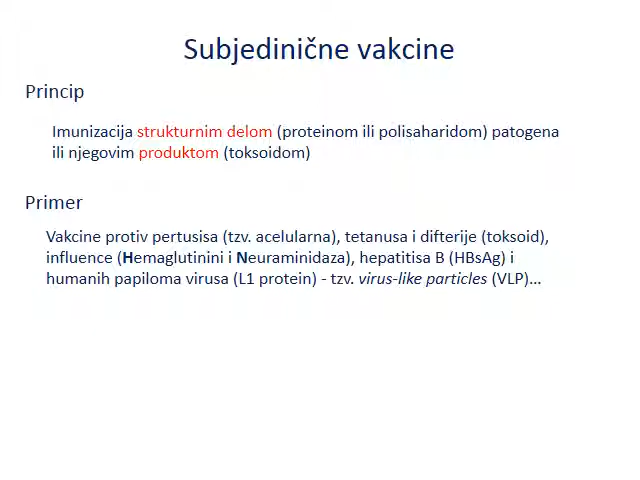 Subjedinične vakcine
Princip
Imunizacija strukturnim delom (proteinom ili polisaharidom) patogena
ili njegovim produktom (toksoidom)
Primer
Vakcine protiv pertusisa (tzv. acelularna), tetanusa i difterije (toksoid),
influence (Hemaglutinini i Neuraminidaza), hepatitisa B (HBsAg) i
humanih papiloma virusa (L1 protein) - tzv. virus-like particles (VLP)...